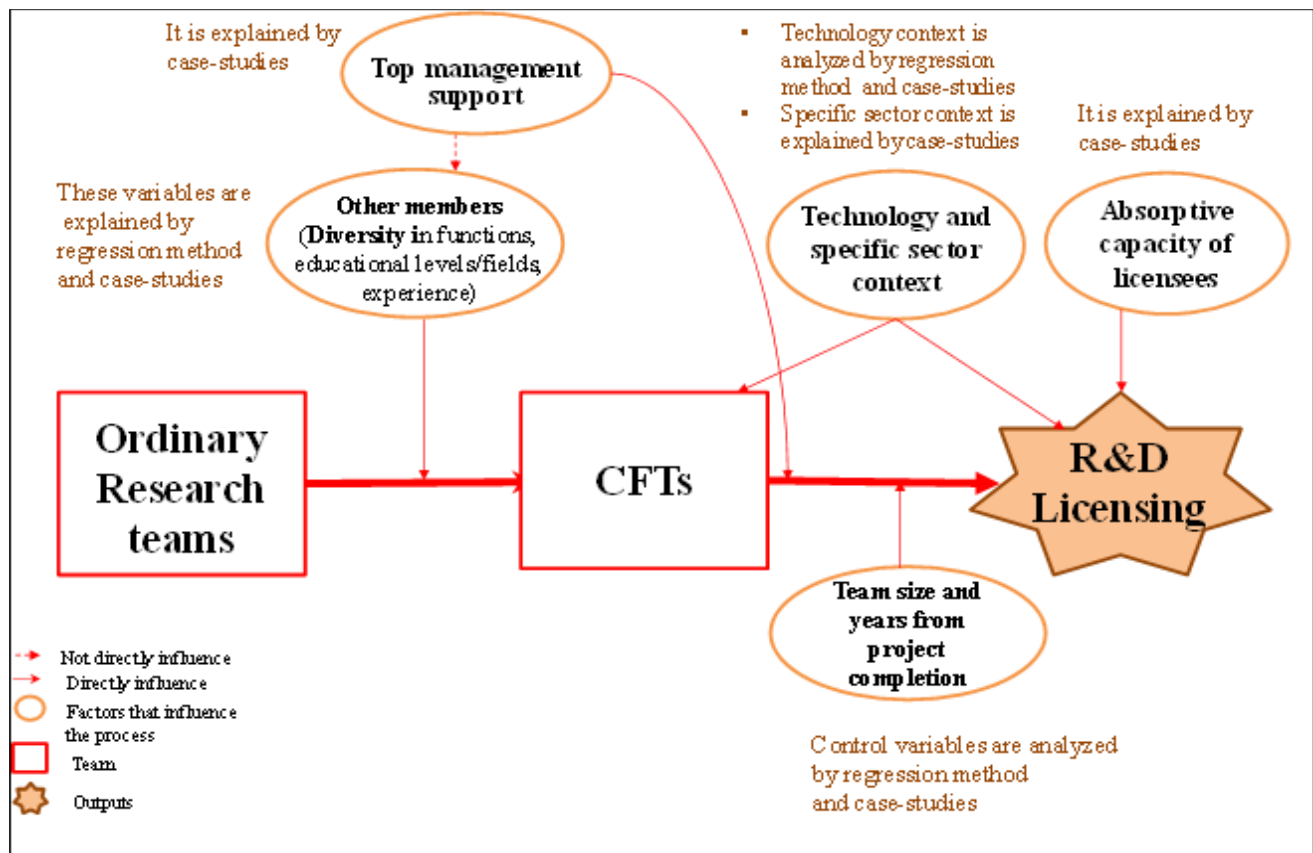 It is explained by
case-studies
Top management
support
▪ Technology context is
analyzed by regression
method and case-studies
▪ Specific sector context is
explained by case-studies
It is explained by
case-studies
These variables are
explained by
regression method
and case-studies
Other members
(Diversity in functions,
educational levels/fields,
experience)
Technology and
specific sector
context
Absorptive
capacity of
licensees
Ordinary
Research
teams
CFTs
R&D
Licensing
Team size and
years from
project
completion
Not directly influence
Directly influence
Factors that influence
the process
Team
Outputs
Control variables are analyzed
by regression method
and case-studies